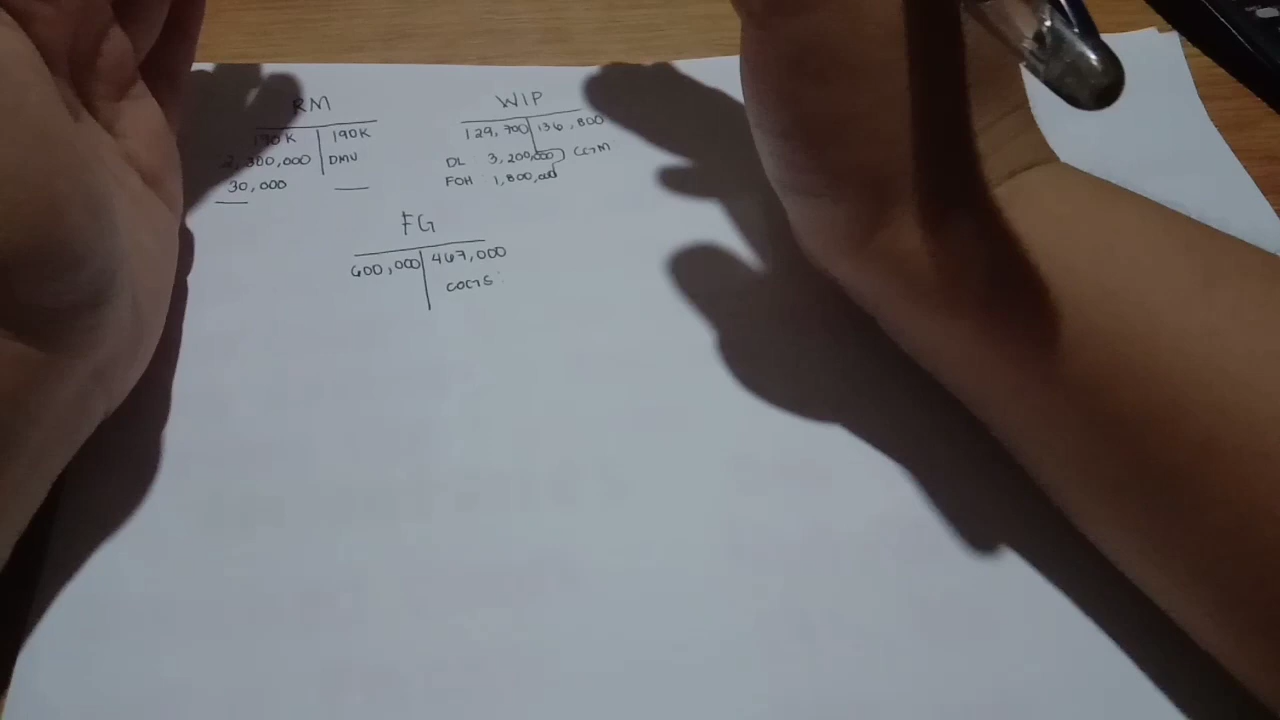 RM
190K 190K
2,300,000 DMU
30,000
WIP
129,700 136,800
DL 3,200,000 CGM
FOH : 1,800,000
FG
600,000 467,000
COGS :